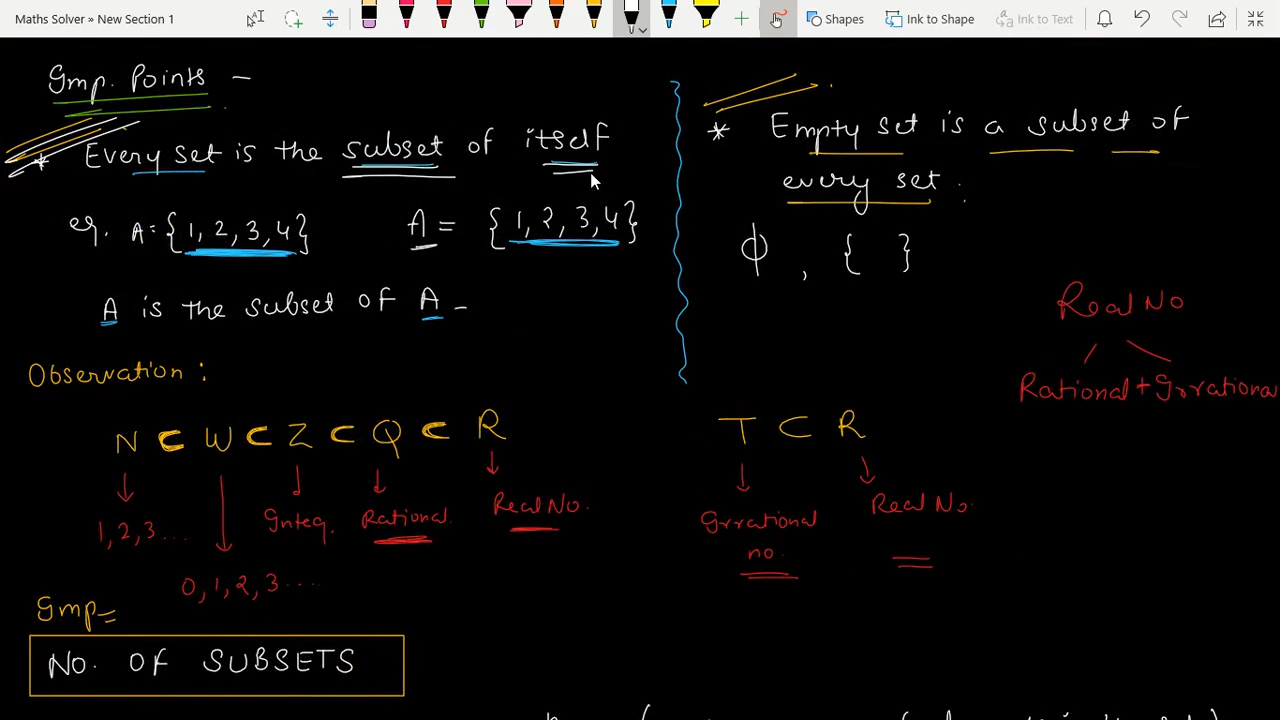 Maths Solver » New Section 1
Shapes
Ink to Shape
Ink to Text
Imp. Points –
* Every set is the subset of itself
eg. A = {1, 2, 3, 4} A = {1, 2, 3, 4}
A is the subset of A –
* Empty set is a subset of
every set.
ϕ , { }
Real No
Rational + Irrational
Observation :
N ⊂ W ⊂ Z ⊂ Q ⊂ R
1, 2, 3 ...
0, 1, 2, 3 ....
Integ.
Rational.
Real No.
T ⊂ R
Irrational
no.
Real No.
Imp =
NO. OF SUBSETS